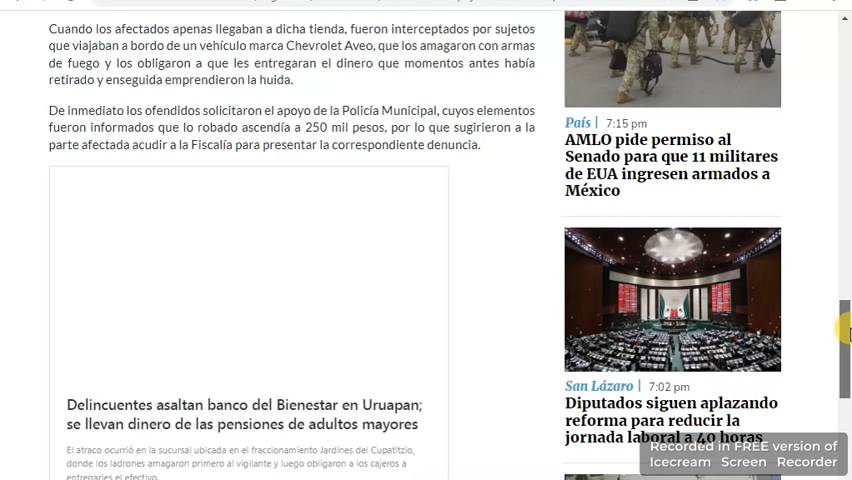 Cuando los afectados apenas llegaban a dicha tienda, fueron interceptados por sujetos
que viajaban a bordo de un vehículo marca Chevrolet Aveo, que los amagaron con armas
de fuego y los obligaron a que les entregaran el dinero que momentos antes había
retirado y enseguida emprendieron la huida.
De inmediato los ofendidos solicitaron el apoyo de la Policía Municipal, cuyos elementos
fueron informados que lo robado ascendía a 250 mil pesos, por lo que sugirieron a la
parte afectada acudir a la Fiscalía para presentar la correspondiente denuncia.
Delincuentes asaltan banco del Bienestar en Uruapan;
se llevan dinero de las pensiones de adultos mayores
El atraco ocurrió en la sucursal ubicada en el fraccionamiento Jardines del Cupatitzio,
donde los ladrones amagaron primero al vigilante y luego obligaron a los cajeros a
entregarles el efectivo.
País | 7:15 pm
AMLO pide permiso al
Senado para que 11 militares
de EUA ingresen armados a
México
San Lázaro | 7:02 pm
Diputados siguen aplazando
reforma para reducir la
jornada laboral a 40 horas
Recorded in FREE version of
Icecream Screen Recorder